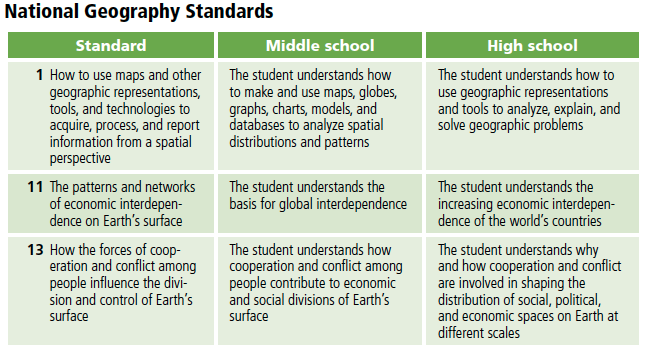 National Geography Standards
Standard
Middle school
High school
1 How to use maps and other
geographic representations,
tools, and technologies to
acquire, process, and report
information from a spatial
perspective
The student understands how
to make and use maps, globes,
graphs, charts, models, and
databases to analyze spatial
distributions and patterns
The student understands how to
use geographic representations
and tools to analyze, explain, and
solve geographic problems
11 The patterns and networks
of economic interdepen-
dence on Earth's surface
The student understands the
basis for global interdependence
The student understands the
increasing economic interdepen-
dence of the world's countries
13 How the forces of coop-
eration and conflict among
people influence the divi-
sion and control of Earth's
surface
The student understands how
cooperation and conflict among
people contribute to economic
and social divisions of Earth's
surface
The student understands why
and how cooperation and conflict
are involved in shaping the
distribution of social, political,
and economic spaces on Earth at
different scales